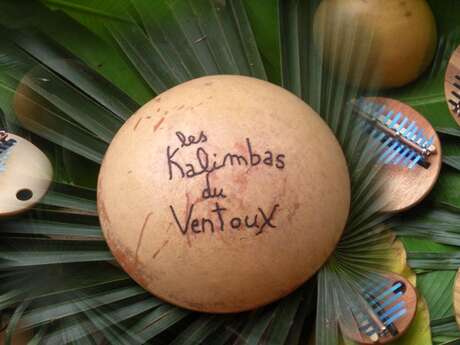 les
Kalimbas
du
Ventoux